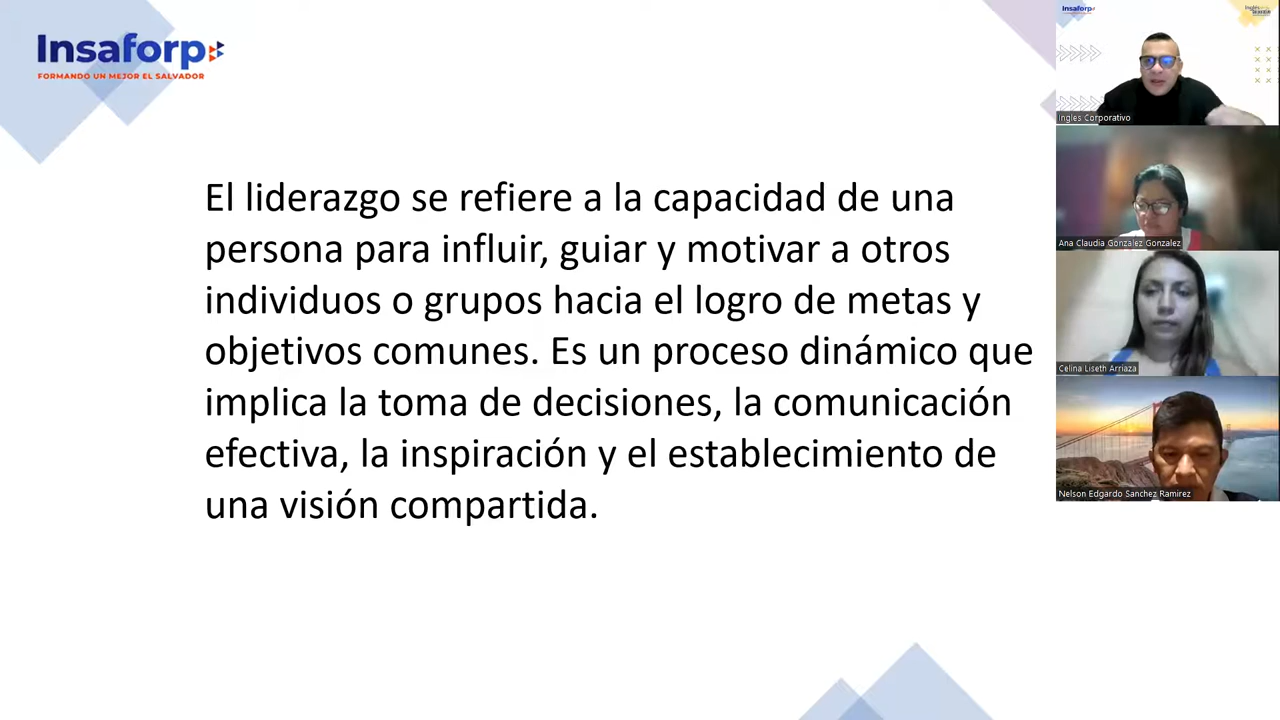 Insaforp
FORMANDO UN MEJOR EL SALVADOR
El liderazgo se refiere a la capacidad de una
persona para influir, guiar y motivar a otros
individuos o grupos hacia el logro de metas y
objetivos comunes. Es un proceso dinámico que
implica la toma de decisiones, la comunicación
efectiva, la inspiración y el establecimiento de
una visión compartida.
Insaforp
Ingles Corporativo
Ana Claudia Gonzalez Gonzalez
Celina Liseth Arriaza
Nelson Edgardo Sanchez Ramirez